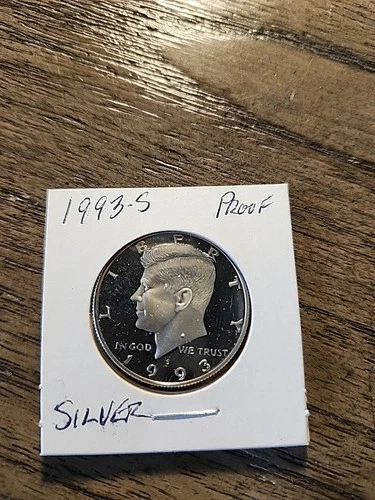 1993-S PROOF
LIBERTY
IN GOD WE TRUST
S
1993
SILVER